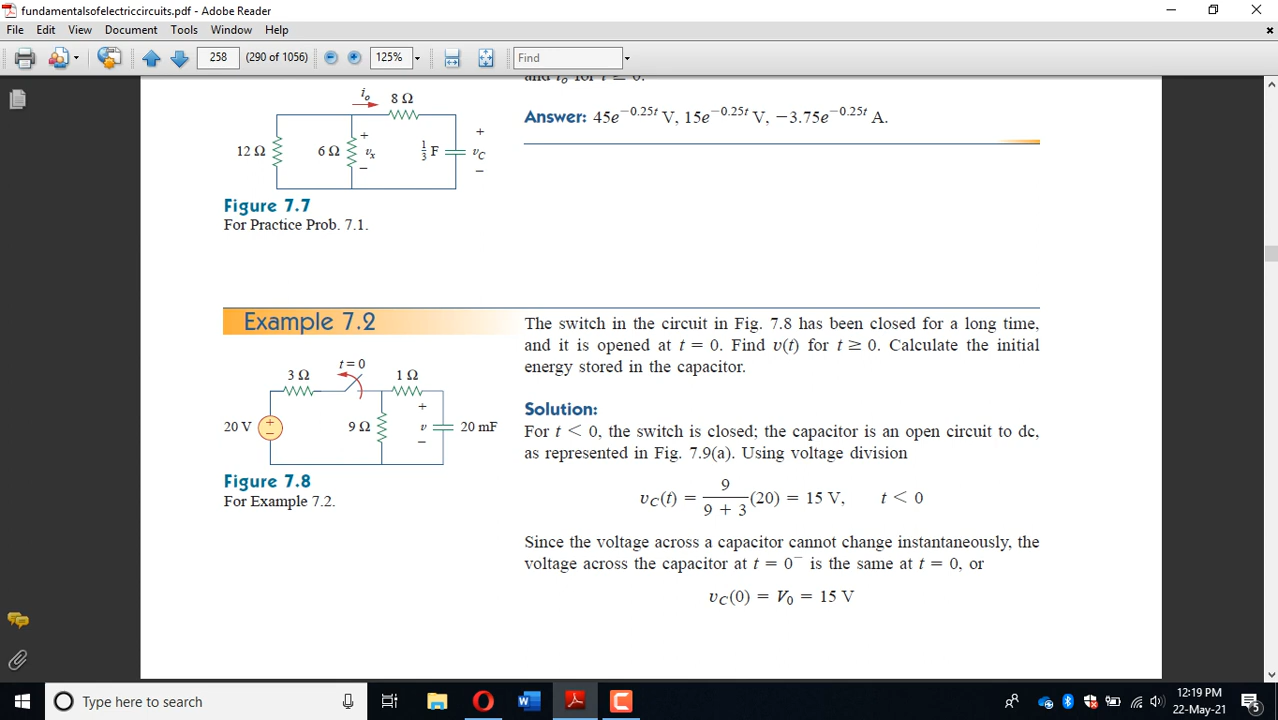 fundamentalsofelectriccircuits.pdf - Adobe Reader
File Edit View Document Tools Window Help
258 (290 of 1056) 125% Find
and i_o for t ≥ 0.
Answer: 45e^{−0.25t} V, 15e^{−0.25t} V, −3.75e^{−0.25t} A.
i_o 8 Ω
12 Ω 6 Ω + v_x − 1/3 F + v_C −
Figure 7.7
For Practice Prob. 7.1.
Example 7.2
t = 0
3 Ω 1 Ω
20 V + − 9 Ω + v − 20 mF
Figure 7.8
For Example 7.2.
The switch in the circuit in Fig. 7.8 has been closed for a long time,
and it is opened at t = 0. Find v(t) for t ≥ 0. Calculate the initial
energy stored in the capacitor.
Solution:
For t < 0, the switch is closed; the capacitor is an open circuit to dc,
as represented in Fig. 7.9(a). Using voltage division
v_C(t) = 9/(9 + 3) (20) = 15 V, t < 0
Since the voltage across a capacitor cannot change instantaneously, the
voltage across the capacitor at t = 0^− is the same at t = 0, or
v_C(0) = V_0 = 15 V
Type here to search
12:19 PM
22-May-21
5